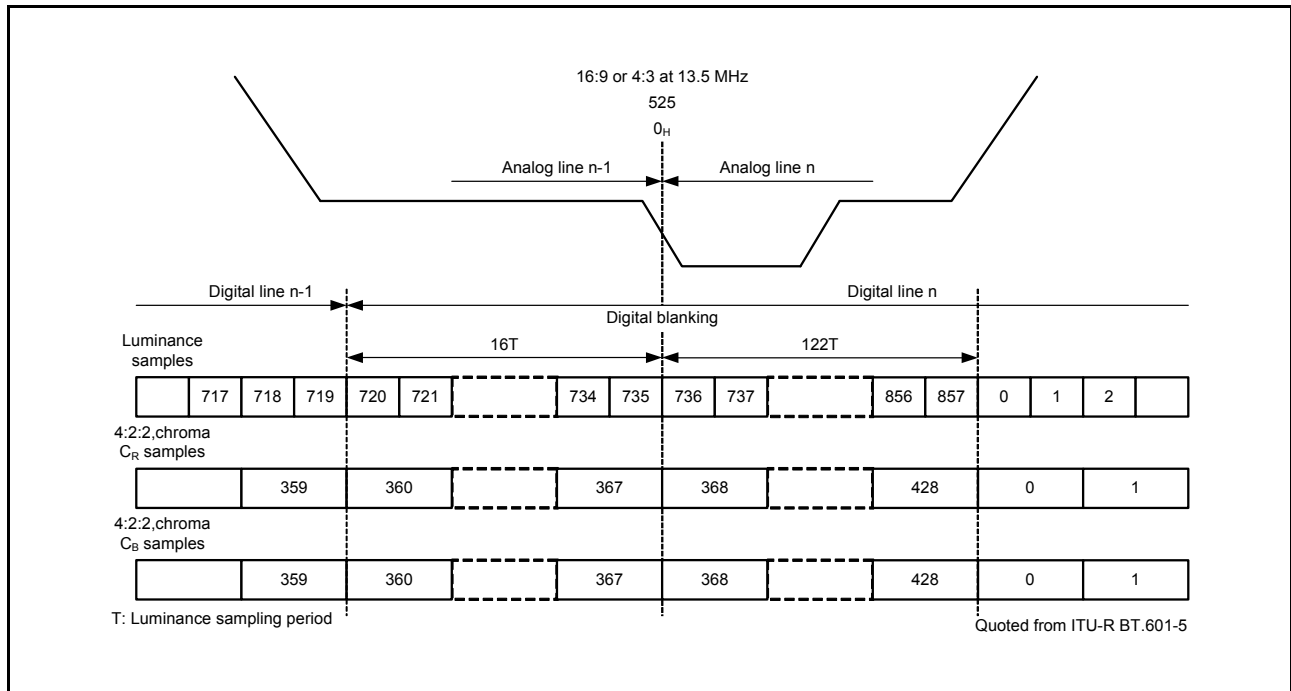 16:9 or 4:3 at 13.5 MHz
525
0H
Analog line n-1
Analog line n
Digital line n-1
Digital line n
Digital blanking
Luminance
samples
16T
122T
717 718 719 720 721 734 735 736 737 856 857 0 1 2
4:2:2,chroma
CR samples
359 360 367 368 428 0 1
4:2:2,chroma
CB samples
359 360 367 368 428 0 1
T: Luminance sampling period
Quoted from ITU-R BT.601-5